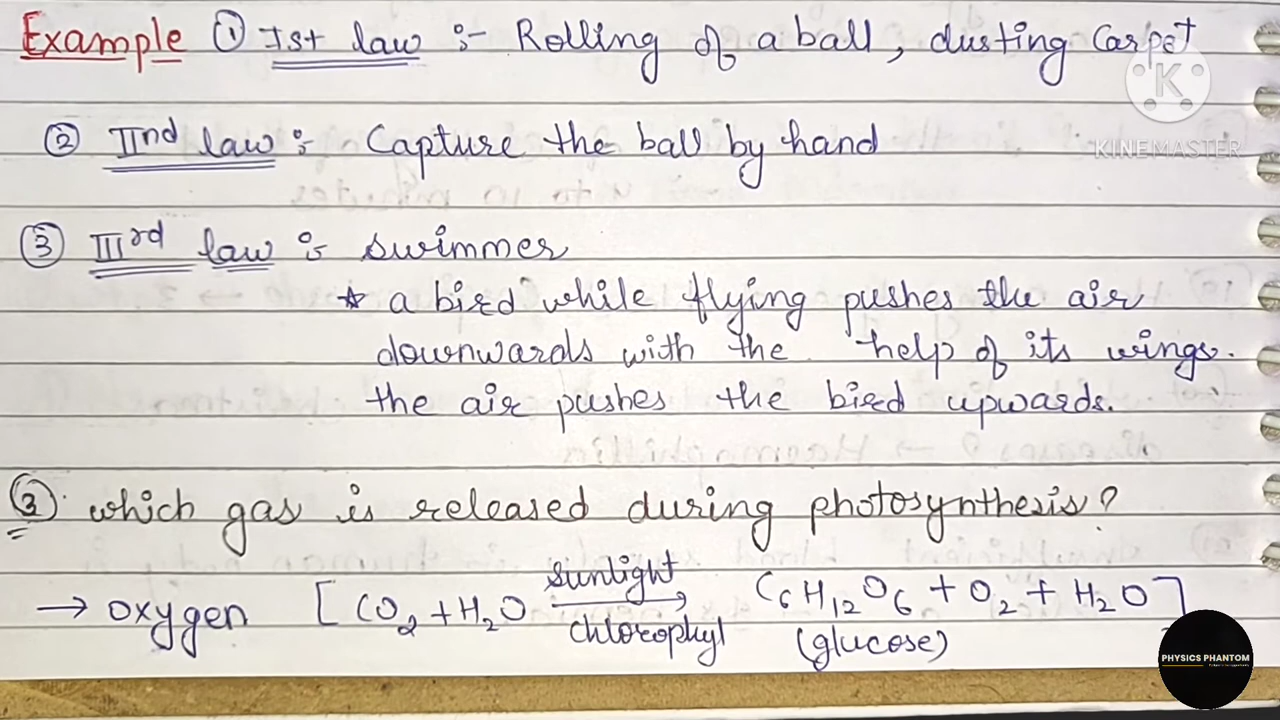 Example ① Ist law :- Rolling of a ball, dusting Carpet
② IInd law :- Capture the ball by hand
③ IIIrd law :- swimmer
* a bird while flying pushes the air
downwards with the help of its wings.
the air pushes the bird upwards.
③. which gas is released during photosynthesis?
→ oxygen [CO₂ + H₂O sunlight → chlorophyl C₆H₁₂O₆ + O₂ + H₂O]
(glucose)
K
KINEMASTER
PHYSICS PHANTOM